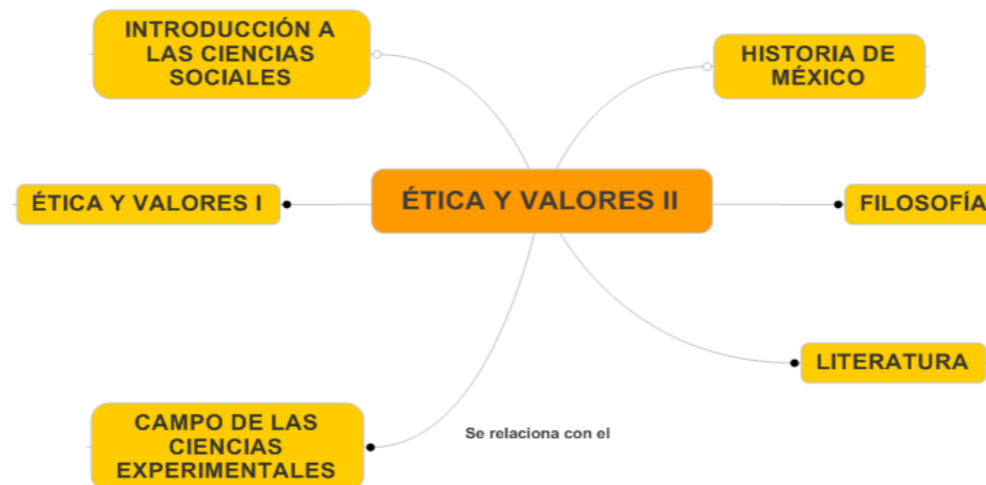 INTRODUCCIÓN A
LAS CIENCIAS
SOCIALES
HISTORIA DE
MÉXICO
ÉTICA Y VALORES I
ÉTICA Y VALORES II
FILOSOFÍA
LITERATURA
CAMPO DE LAS
CIENCIAS
EXPERIMENTALES
Se relaciona con el